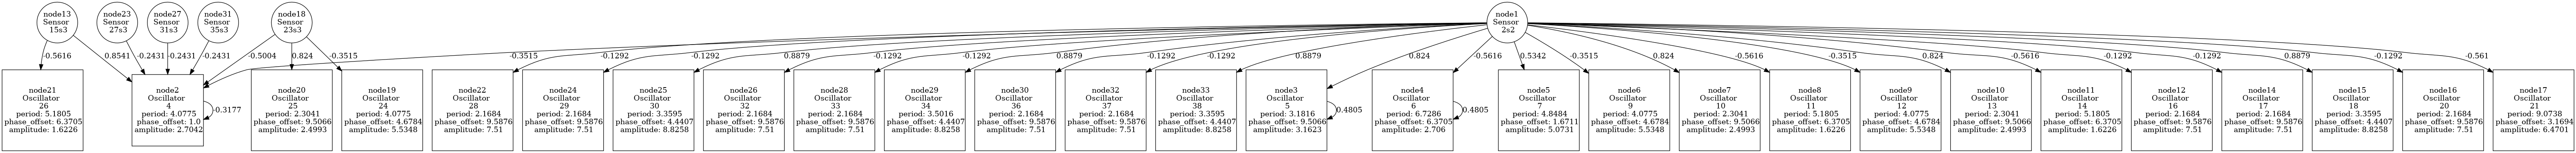 node13
Sensor
15s3
node23
Sensor
27s3
node27
Sensor
31s3
node31
Sensor
35s3
node18
Sensor
23s3
node1
Sensor
2s2
-0.5616
0.8541
-0.2431
-0.2431
-0.2431
-0.5004
0.824
-0.3515
-0.3515
-0.1292
-0.1292
0.8879
-0.1292
-0.1292
0.8879
-0.1292
-0.1292
0.8879
0.824
-0.5616
0.5342
-0.3515
0.824
-0.5616
-0.3515
0.824
-0.5616
-0.1292
-0.1292
0.8879
-0.1292
-0.561
node21
Oscillator
26
period: 5.1805
phase_offset: 6.3705
amplitude: 1.6226
node2
Oscillator
4
period: 4.0775
phase_offset: 1.0
amplitude: 2.7042
-0.3177
node20
Oscillator
25
period: 2.3041
phase_offset: 9.5066
amplitude: 2.4993
node19
Oscillator
24
period: 4.0775
phase_offset: 4.6784
amplitude: 5.5348
node22
Oscillator
28
period: 2.1684
phase_offset: 9.5876
amplitude: 7.51
node24
Oscillator
29
period: 2.1684
phase_offset: 9.5876
amplitude: 7.51
node25
Oscillator
30
period: 3.3595
phase_offset: 4.4407
amplitude: 8.8258
node26
Oscillator
32
period: 2.1684
phase_offset: 9.5876
amplitude: 7.51
node28
Oscillator
33
period: 2.1684
phase_offset: 9.5876
amplitude: 7.51
node29
Oscillator
34
period: 3.5016
phase_offset: 4.4407
amplitude: 8.8258
node30
Oscillator
36
period: 2.1684
phase_offset: 9.5876
amplitude: 7.51
node32
Oscillator
37
period: 2.1684
phase_offset: 9.5876
amplitude: 7.51
node33
Oscillator
38
period: 3.3595
phase_offset: 4.4407
amplitude: 8.8258
node3
Oscillator
5
period: 3.1816
phase_offset: 9.5066
amplitude: 3.1623
0.4805
node4
Oscillator
6
period: 6.7286
phase_offset: 6.3705
amplitude: 2.706
0.4805
node5
Oscillator
7
period: 4.8484
phase_offset: 1.6711
amplitude: 5.0731
node6
Oscillator
9
period: 4.0775
phase_offset: 4.6784
amplitude: 5.5348
node7
Oscillator
10
period: 2.3041
phase_offset: 9.5066
amplitude: 2.4993
node8
Oscillator
11
period: 5.1805
phase_offset: 6.3705
amplitude: 1.6226
node9
Oscillator
12
period: 4.0775
phase_offset: 4.6784
amplitude: 5.5348
node10
Oscillator
13
period: 2.3041
phase_offset: 9.5066
amplitude: 2.4993
node11
Oscillator
14
period: 5.1805
phase_offset: 6.3705
amplitude: 1.6226
node12
Oscillator
16
period: 2.1684
phase_offset: 9.5876
amplitude: 7.51
node14
Oscillator
17
period: 2.1684
phase_offset: 9.5876
amplitude: 7.51
node15
Oscillator
18
period: 3.3595
phase_offset: 4.4407
amplitude: 8.8258
node16
Oscillator
20
period: 2.1684
phase_offset: 9.5876
amplitude: 7.51
node17
Oscillator
21
period: 9.0738
phase_offset: 3.1694
amplitude: 6.4701